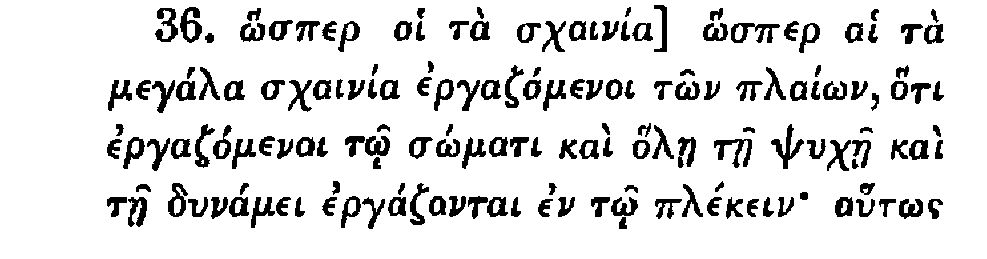 36. ὥσπερ οἱ τὰ σχαινία] ὥσπερ αἱ τὰ
μεγάλα σχαινία ἐργαζόμενοι τῶν πλαίων, ὅτι
ἐργαζόμεναι τῷ σώματι καὶ ὅλῃ τῇ ψυχῇ καὶ
τῇ δυνάμει ἐργάζανται ἐν τῷ πλέκειν· αὕτως